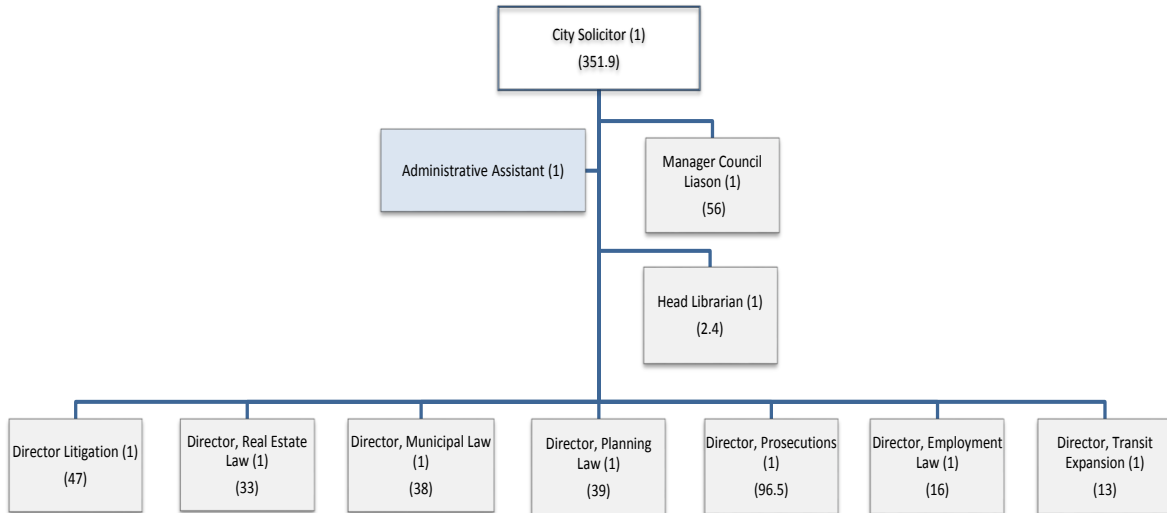 City Solicitor (1)
(351.9)
Administrative Assistant (1)
Manager Council
Liason (1)
(56)
Head Librarian (1)
(2.4)
Director Litigation (1)
(47)
Director, Real Estate
Law (1)
(33)
Director, Municipal Law
(1)
(38)
Director, Planning
Law (1)
(39)
Director, Prosecutions
(1)
(96.5)
Director, Employment
Law (1)
(16)
Director, Transit
Expansion (1)
(13)